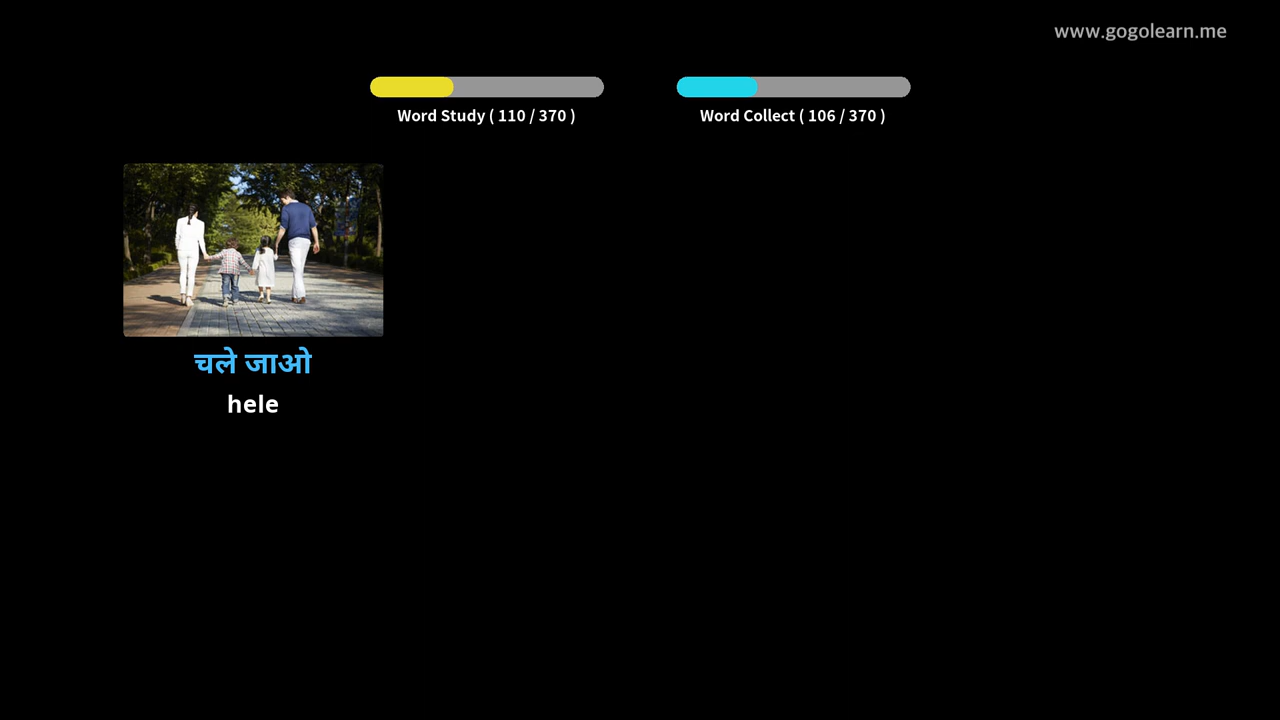 www.gogolearn.me
Word Study ( 110 / 370 )
Word Collect ( 106 / 370 )
चले जाओ
hele